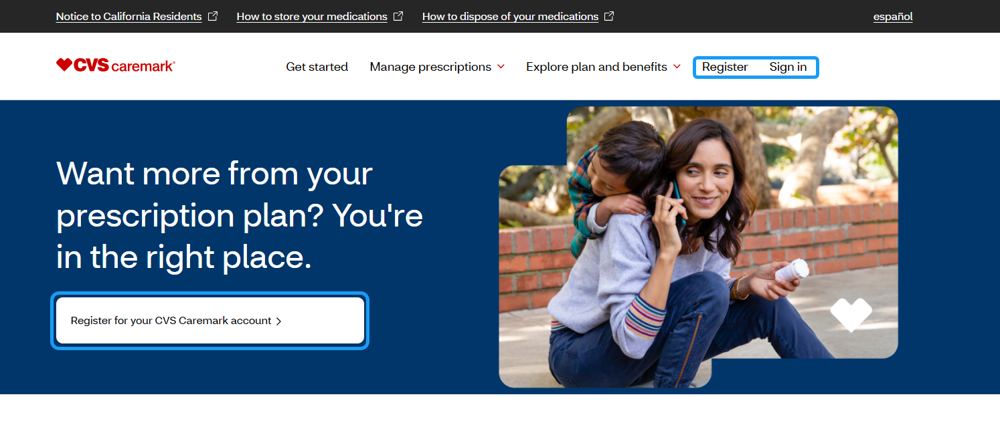 Notice to California Residents How to store your medications How to dispose of your medications español
CVS caremark® Get started Manage prescriptions Explore plan and benefits Register Sign in
Want more from your
prescription plan? You're
in the right place.
Register for your CVS Caremark account